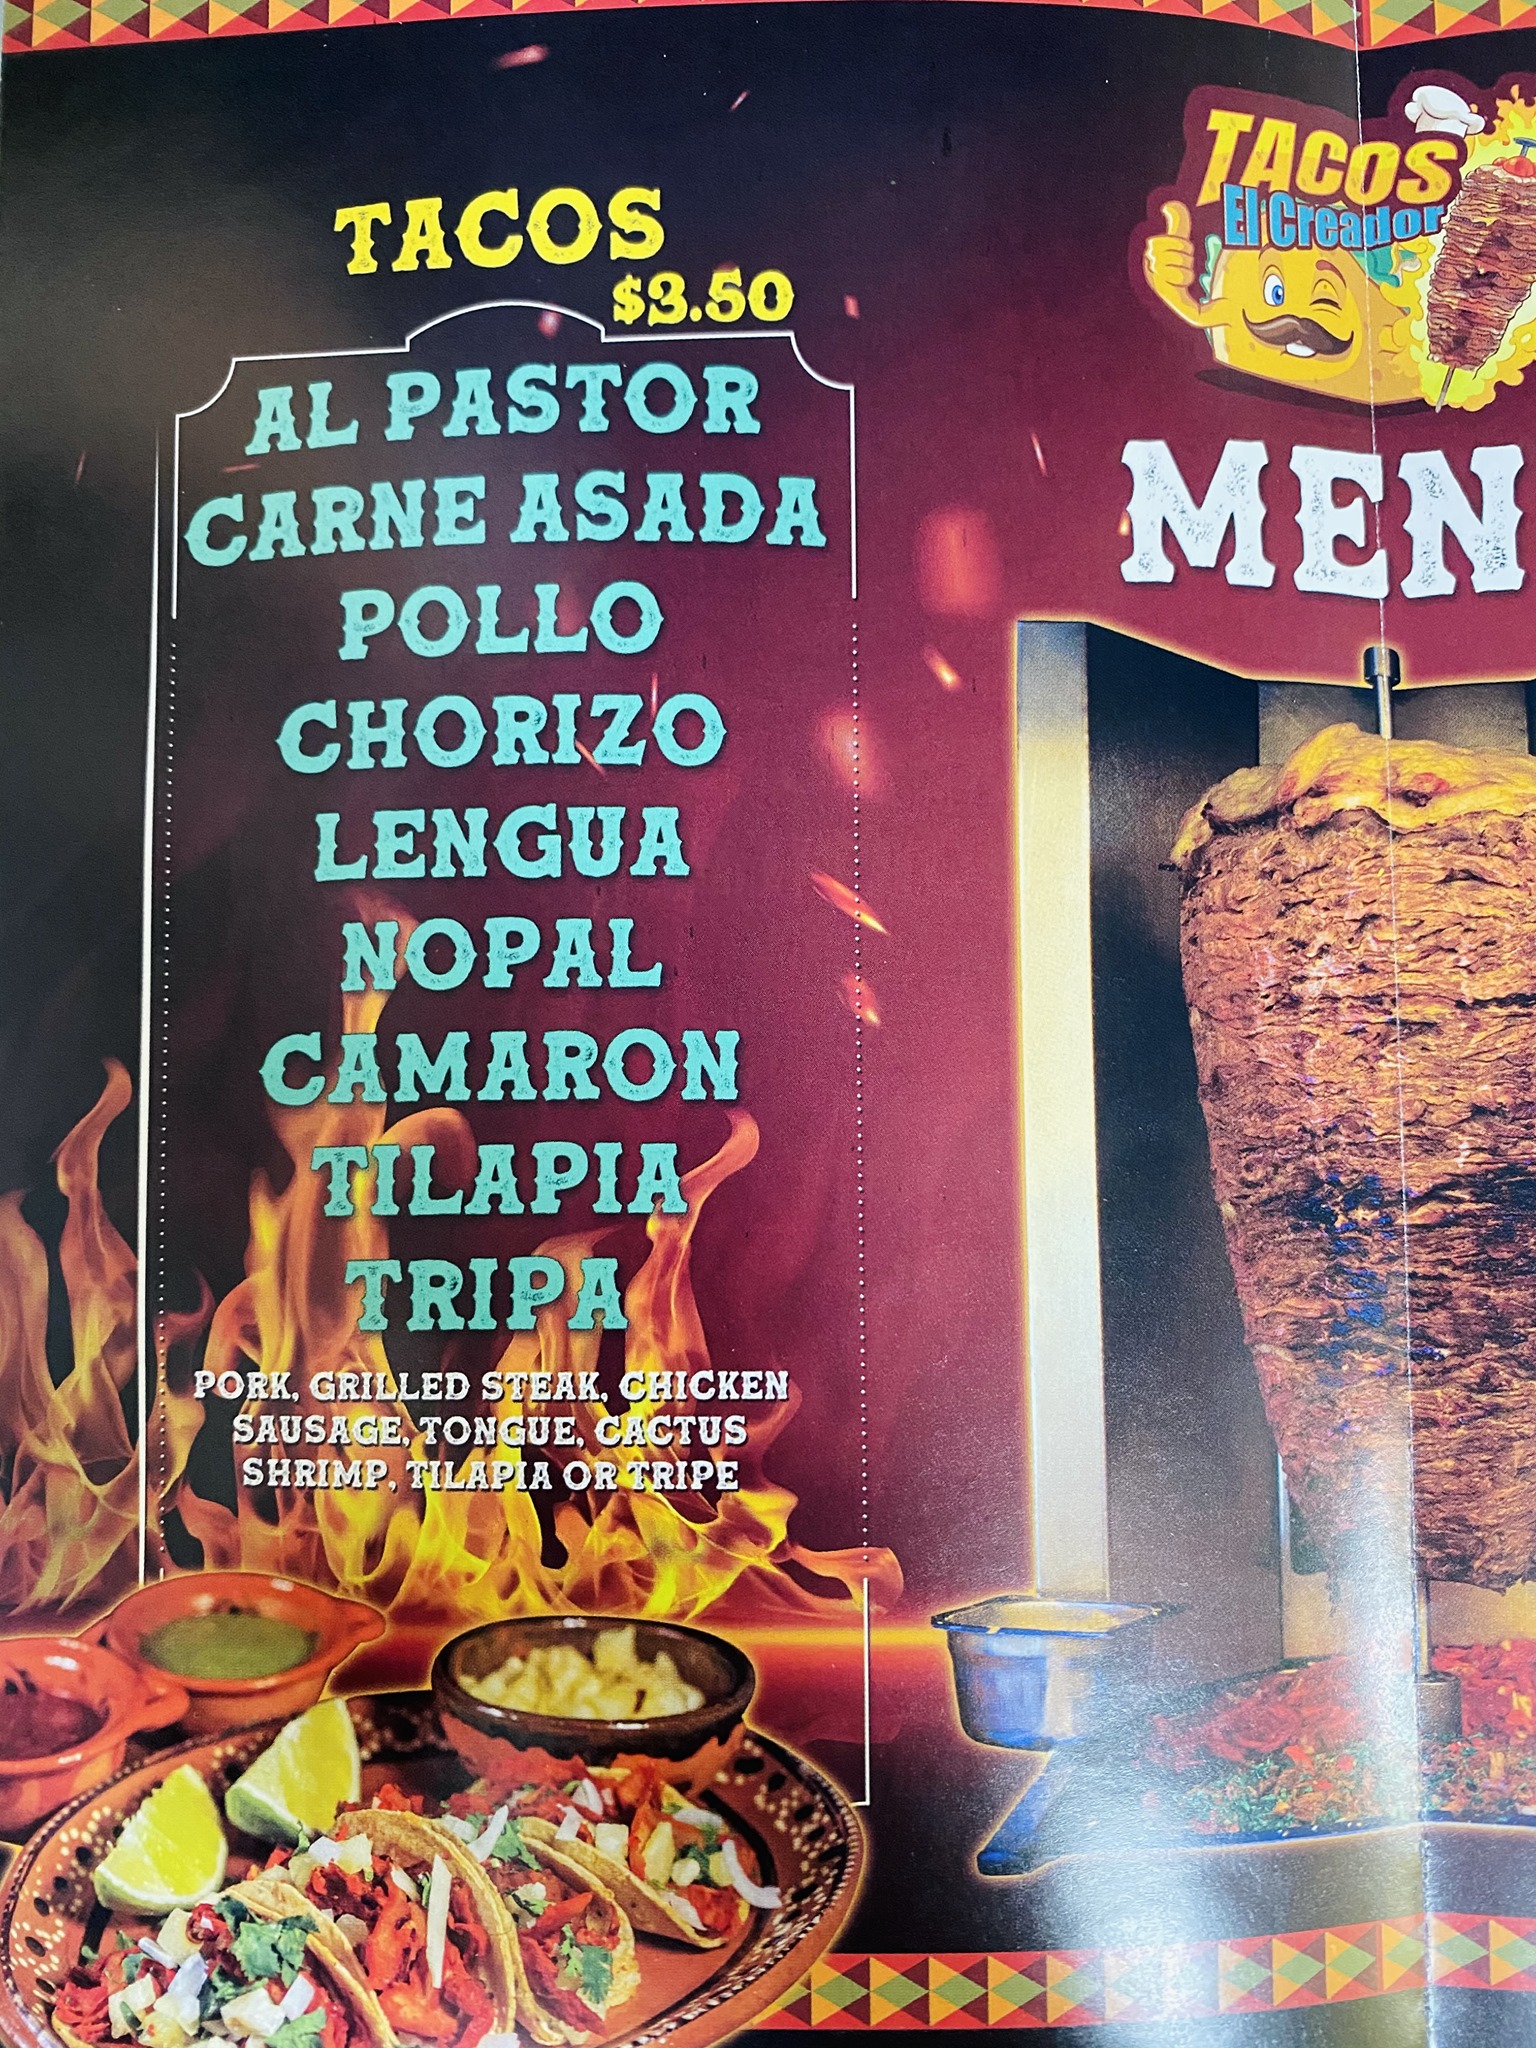 TACOS
$3.50
AL PASTOR
CARNE ASADA
POLLO
CHORIZO
LENGUA
NOPAL
CAMARON
TILAPIA
TRIPA
PORK, GRILLED STEAK, CHICKEN
SAUSAGE, TONGUE, CACTUS
SHRIMP, TILAPIA OR TRIPE
TACOS
El Creador
MEN